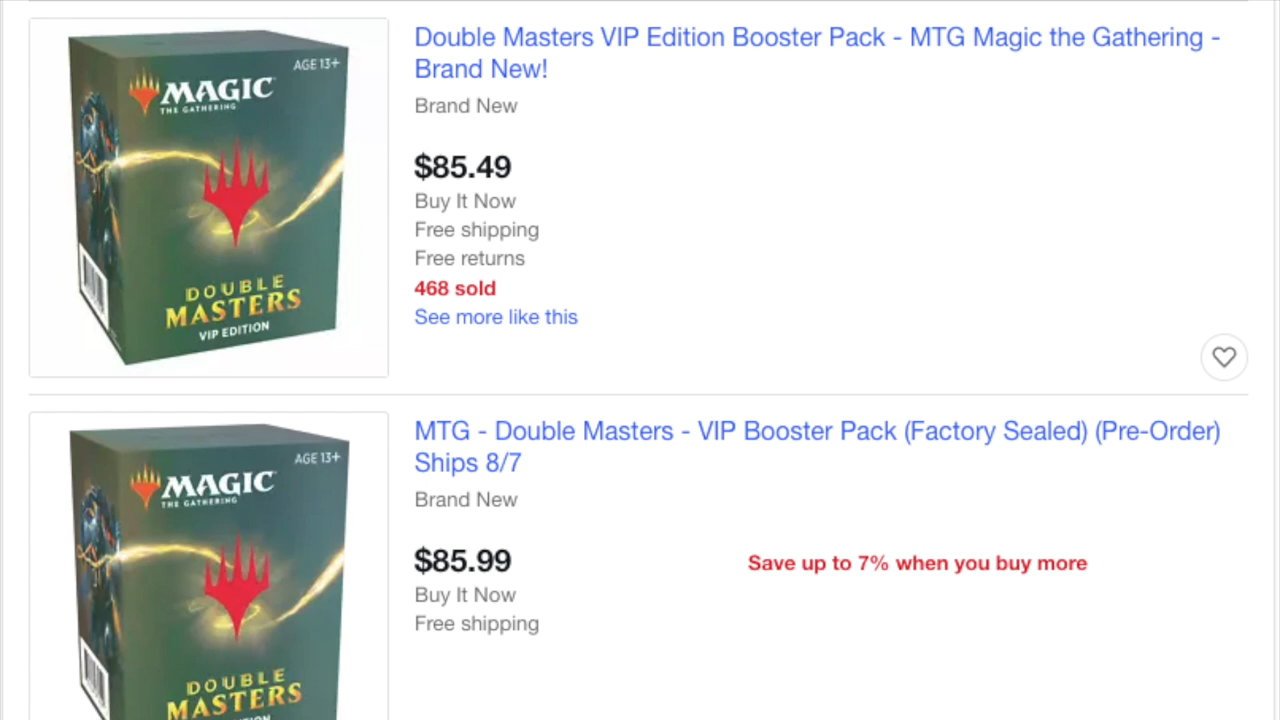 AGE 13+
MAGIC
THE GATHERING
DOUBLE
MASTERS
VIP EDITION
Double Masters VIP Edition Booster Pack - MTG Magic the Gathering -
Brand New!
Brand New
$85.49
Buy It Now
Free shipping
Free returns
468 sold
See more like this
AGE 13+
MAGIC
THE GATHERING
DOUBLE
MASTERS
MTG - Double Masters - VIP Booster Pack (Factory Sealed) (Pre-Order)
Ships 8/7
Brand New
$85.99
Save up to 7% when you buy more
Buy It Now
Free shipping